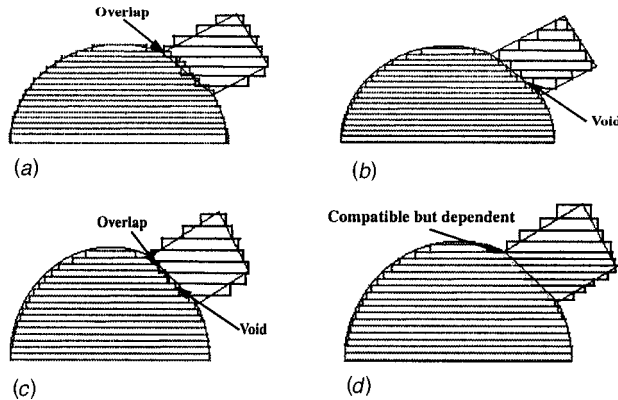 Overlap
(a)
Void
(b)
Overlap
Void
(c)
Compatible but dependent
(d)